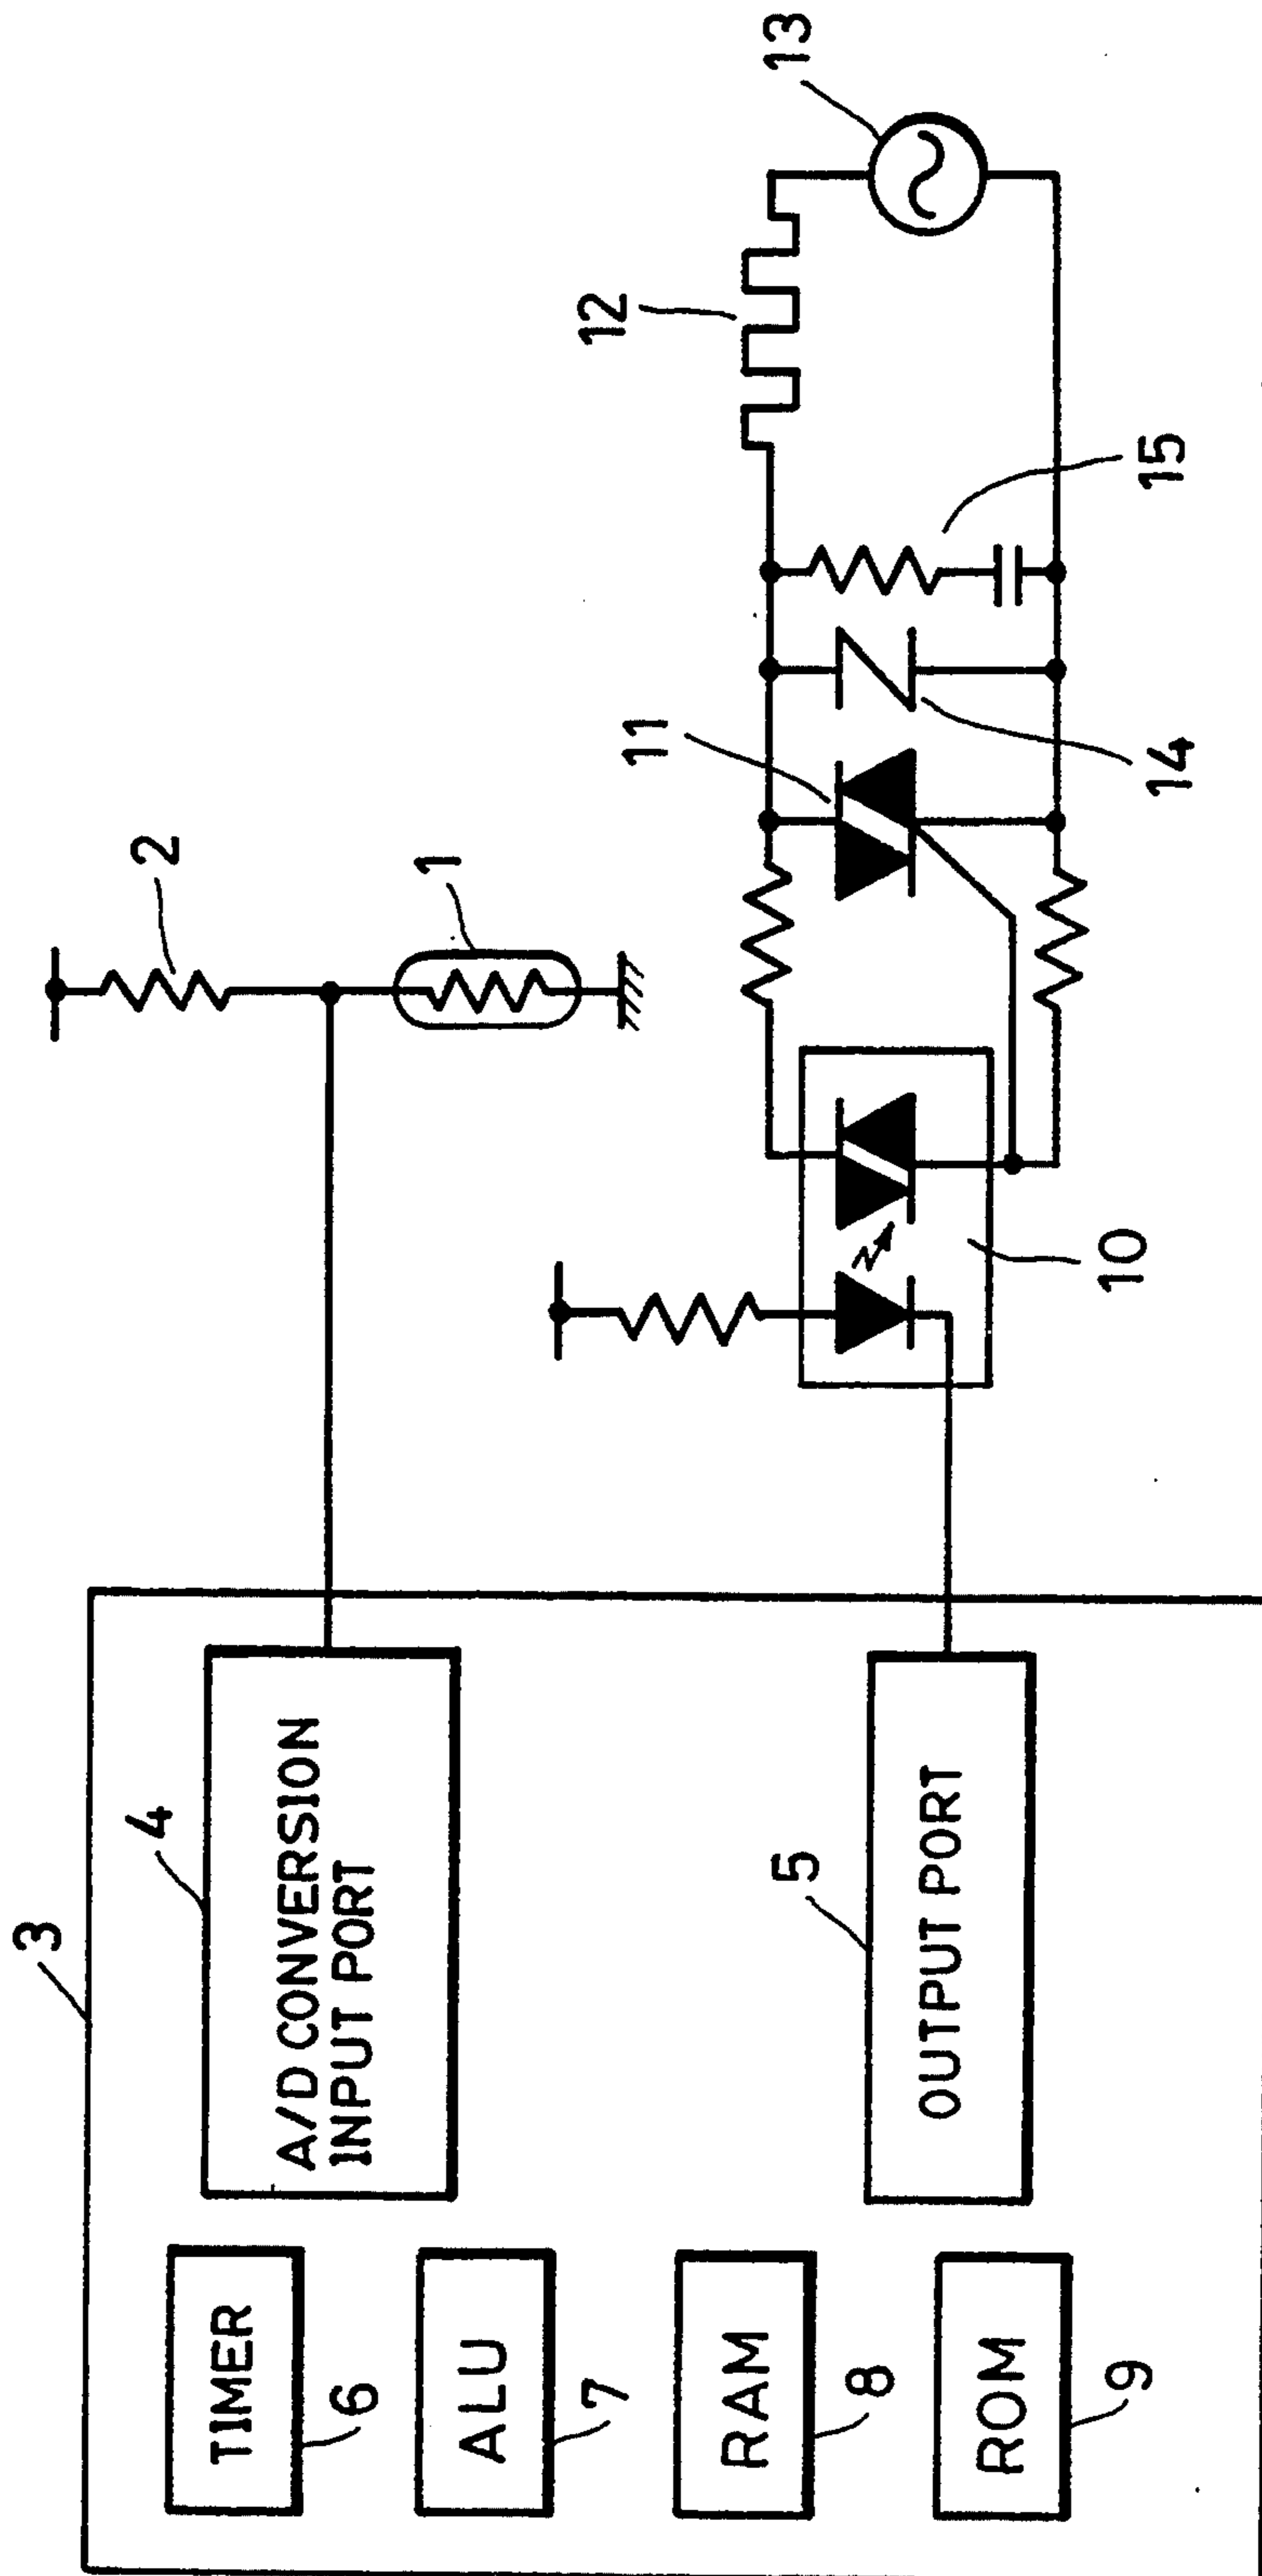 3
TIMER
6
ALU
7
RAM
8
ROM
9
4
A/D CONVERSION
INPUT PORT
5
OUTPUT PORT
2
1
10
11
14
15
12
13